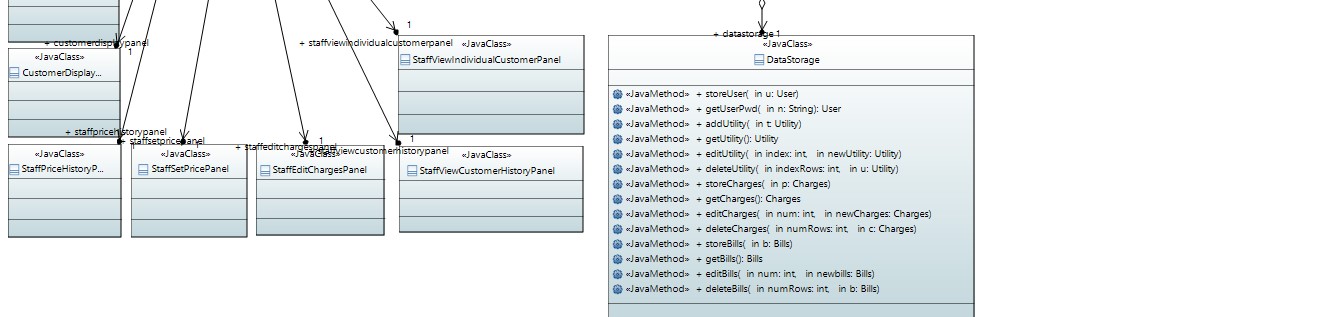 1
+ customerdisplaypanel
1
«JavaClass»
CustomerDisplay...
+ staffviewindividualcustomerpanel
«JavaClass»
StaffViewIndividualCustomerPanel
+ staffpricehistorypanel
1
«JavaClass»
StaffPriceHistoryP...
+ staffsetpricepanel
1
«JavaClass»
StaffSetPricePanel
+ staffeditchargespanel
1
«JavaClass»
StaffEditChargesPanel
staffviewcustomerhistorypanel
1
«JavaClass»
StaffViewCustomerHistoryPanel
+ datastorage 1
«JavaClass»
DataStorage
«JavaMethod» + storeUser( in u: User)
«JavaMethod» + getUserPwd( in n: String): User
«JavaMethod» + addUtility( in t: Utility)
«JavaMethod» + getUtility(): Utility
«JavaMethod» + editUtility( in index: int, in newUtility: Utility)
«JavaMethod» + deleteUtility( in indexRows: int, in u: Utility)
«JavaMethod» + storeCharges( in p: Charges)
«JavaMethod» + getCharges(): Charges
«JavaMethod» + editCharges( in num: int, in newCharges: Charges)
«JavaMethod» + deleteCharges( in numRows: int, in c: Charges)
«JavaMethod» + storeBills( in b: Bills)
«JavaMethod» + getBills(): Bills
«JavaMethod» + editBills( in num: int, in newbills: Bills)
«JavaMethod» + deleteBills( in numRows: int, in b: Bills)